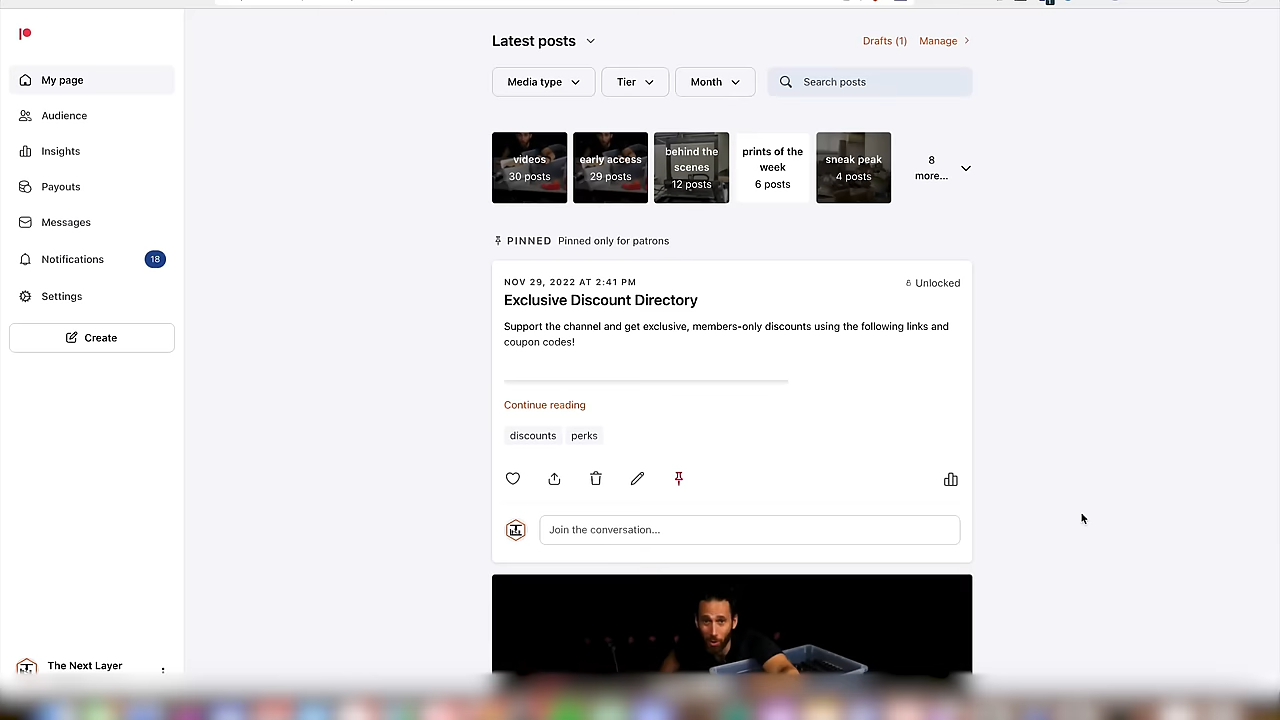 Latest posts
Drafts (1)
Manage
My page
Audience
Insights
Payouts
Messages
Notifications
18
Settings
Create
Media type
Tier
Month
Search posts
videos
30 posts
early access
29 posts
behind the
scenes
12 posts
prints of the
week
6 posts
sneak peak
4 posts
8
more...
PINNED Pinned only for patrons
NOV 29, 2022 AT 2:41 PM
Unlocked
Exclusive Discount Directory
Support the channel and get exclusive, members-only discounts using the following links and
coupon codes!
Continue reading
discounts
perks
Join the conversation...
The Next Layer